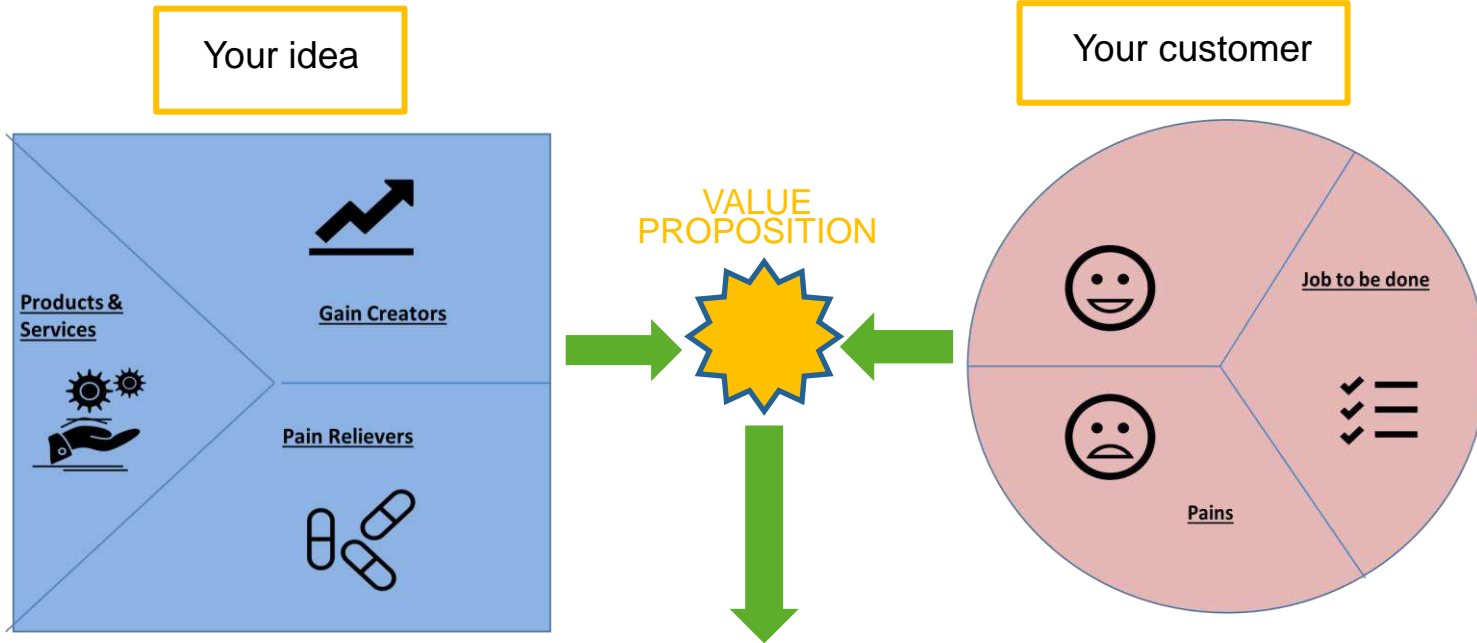 Your idea
Your customer
VALUE
PROPOSITION
Products &
Services
Gain Creators
Pain Relievers
Job to be done
Pains